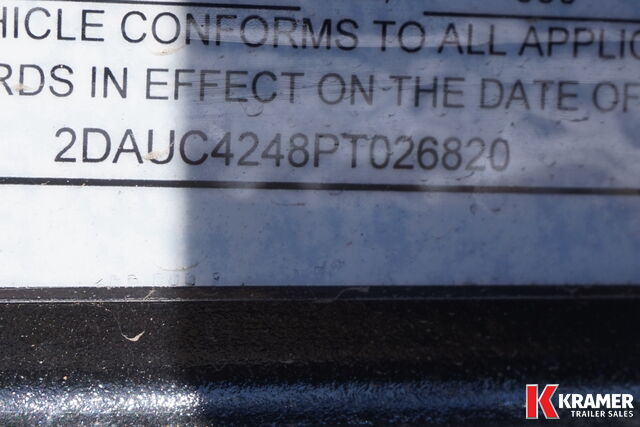 HICLE CONFORMS TO ALL APPLIC
RDS IN EFFECT ON THE DATE OF
2DAUC4248PT026820
K KRAMER
TRAILER SALES